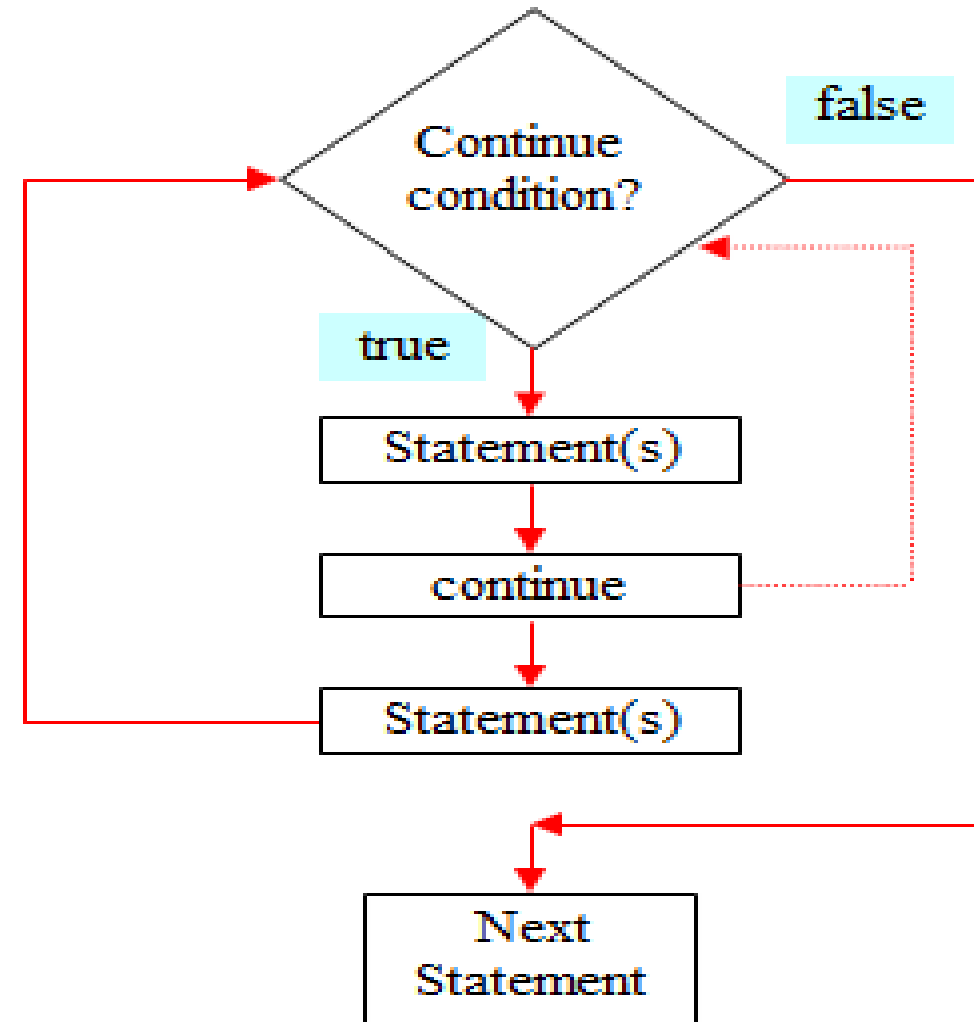 Continue
condition?
false
true
Statement(s)
continue
Statement(s)
Next
Statement